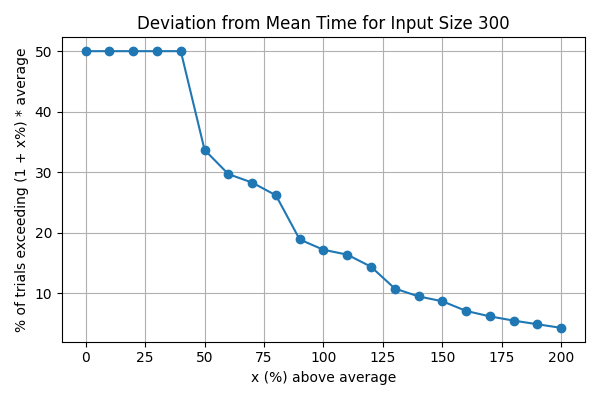 Deviation from Mean Time for Input Size 300
% of trials exceeding (1 + x%) * average
50
40
30
20
10
0 25 50 75 100 125 150 175 200
x (%) above average